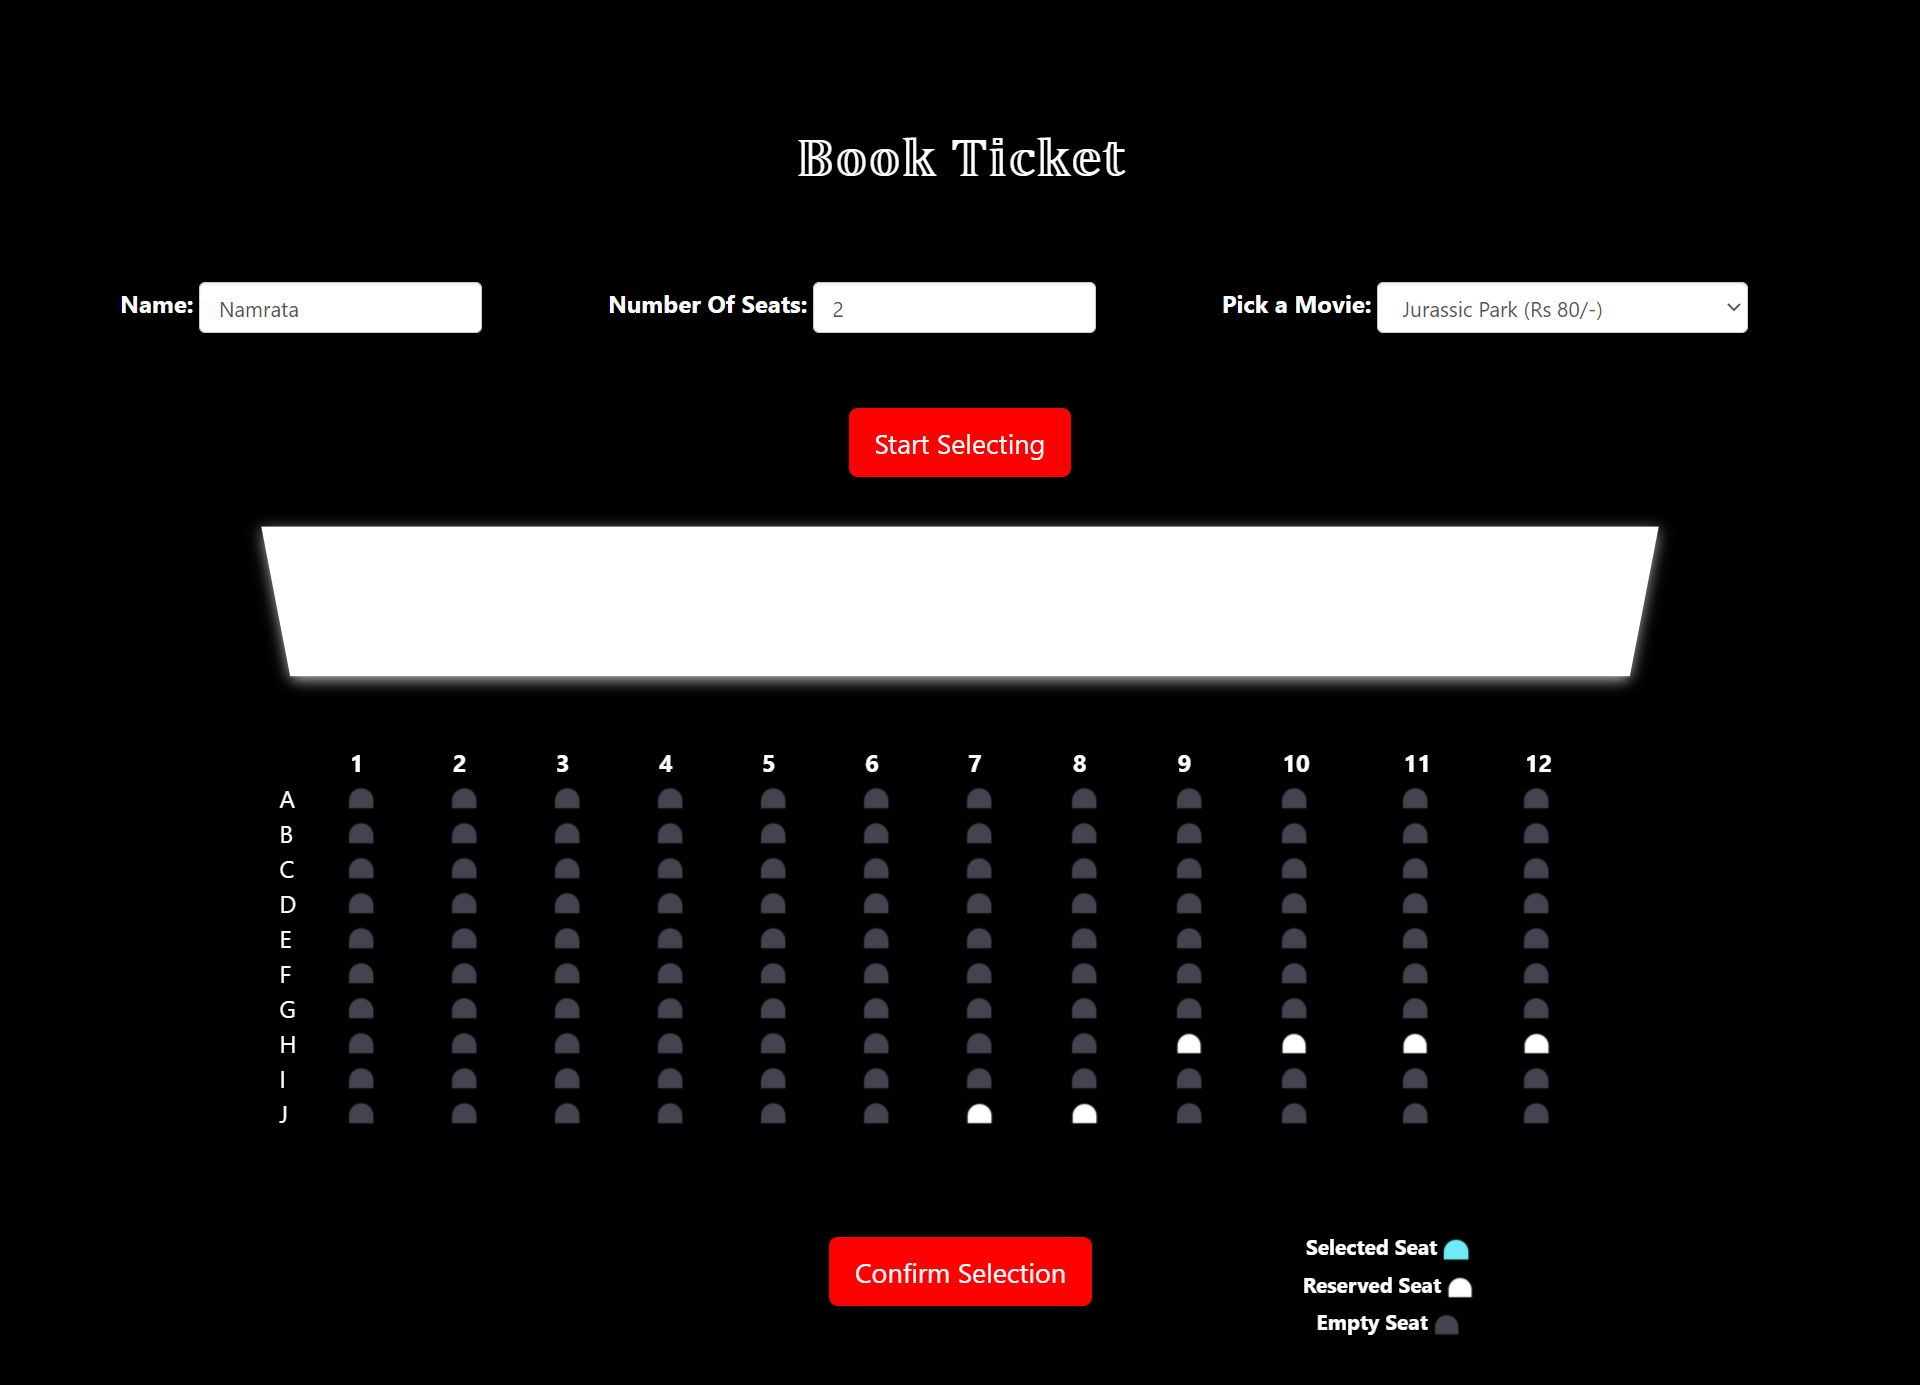 Book Ticket
Name: Namrata
Number Of Seats: 2
Pick a Movie: Jurassic Park (Rs 80/-)
Start Selecting
1 2 3 4 5 6 7 8 9 10 11 12
A
B
C
D
E
F
G
H
I
J
Confirm Selection
Selected Seat
Reserved Seat
Empty Seat